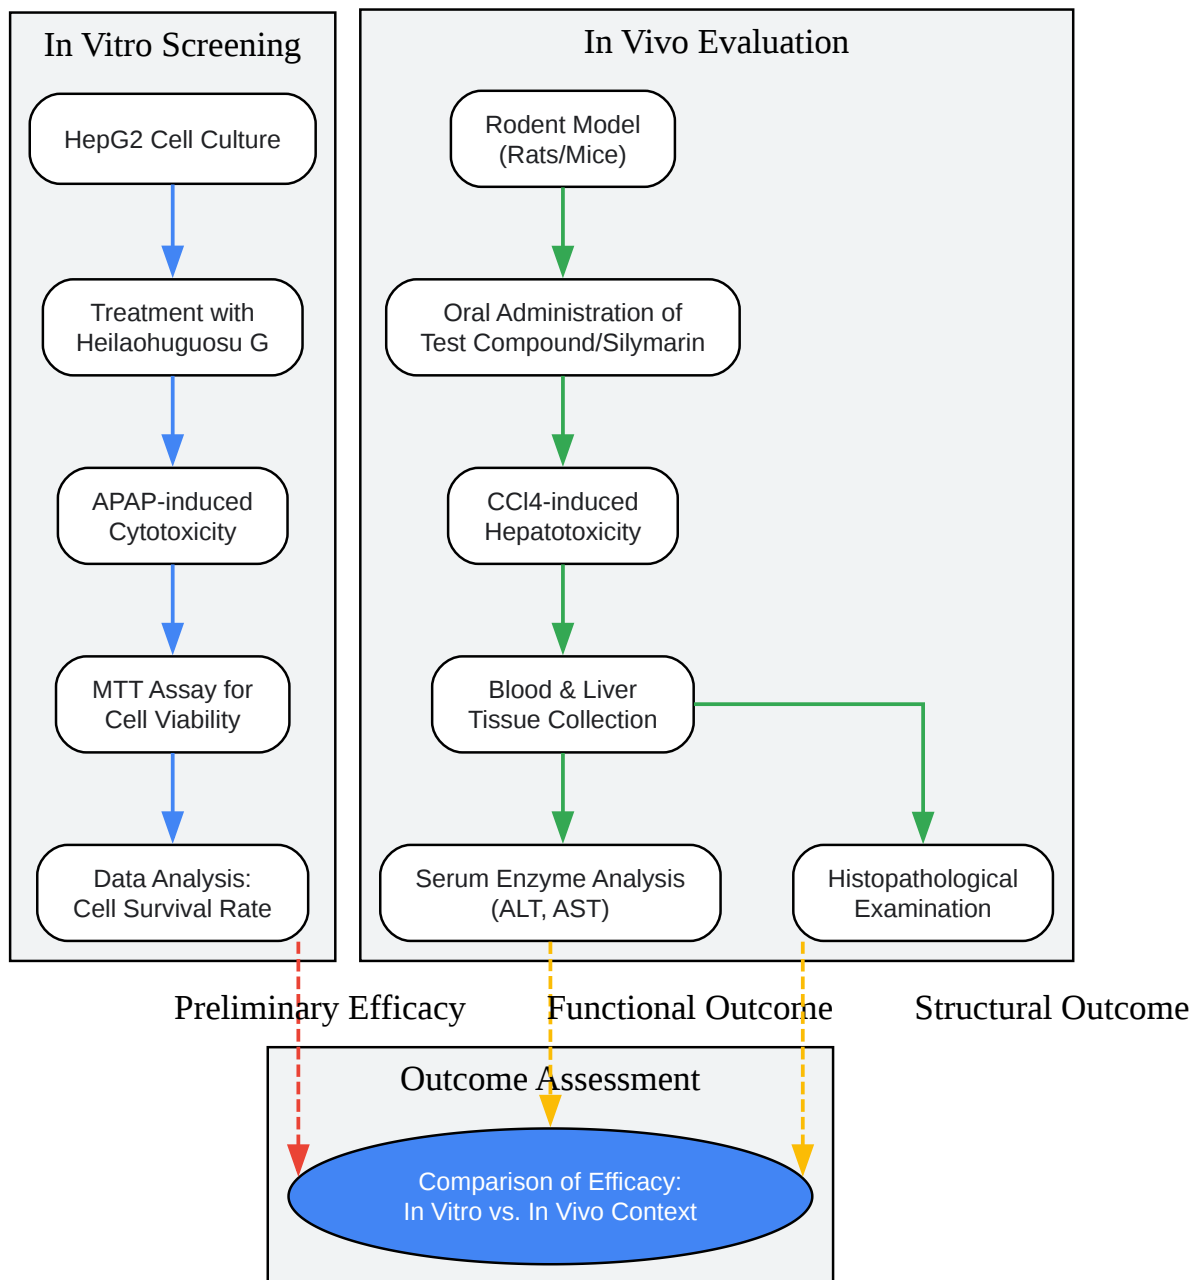 In Vitro Screening
HepG2 Cell Culture
Treatment with
Heilaohuguosu G
APAP-induced
Cytotoxicity
MTT Assay for
Cell Viability
Data Analysis:
Cell Survival Rate
In Vivo Evaluation
Rodent Model
(Rats/Mice)
Oral Administration of
Test Compound/Silymarin
CCl4-induced
Hepatotoxicity
Blood & Liver
Tissue Collection
Serum Enzyme Analysis
(ALT, AST)
Histopathological
Examination
Preliminary Efficacy
Functional Outcome
Structural Outcome
Outcome Assessment
Comparison of Efficacy:
In Vitro vs. In Vivo Context